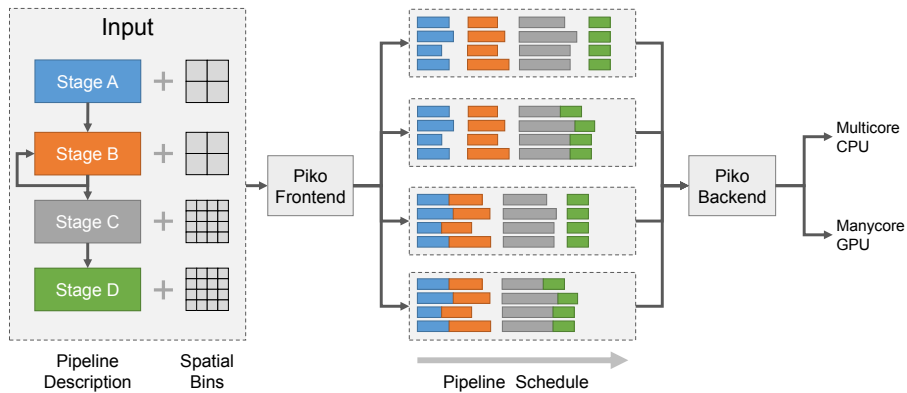 Input
Stage A
Stage B
Stage C
Stage D
Pipeline
Description
Spatial
Bins
Piko
Frontend
Pipeline Schedule
Piko
Backend
Multicore
CPU
Manycore
GPU